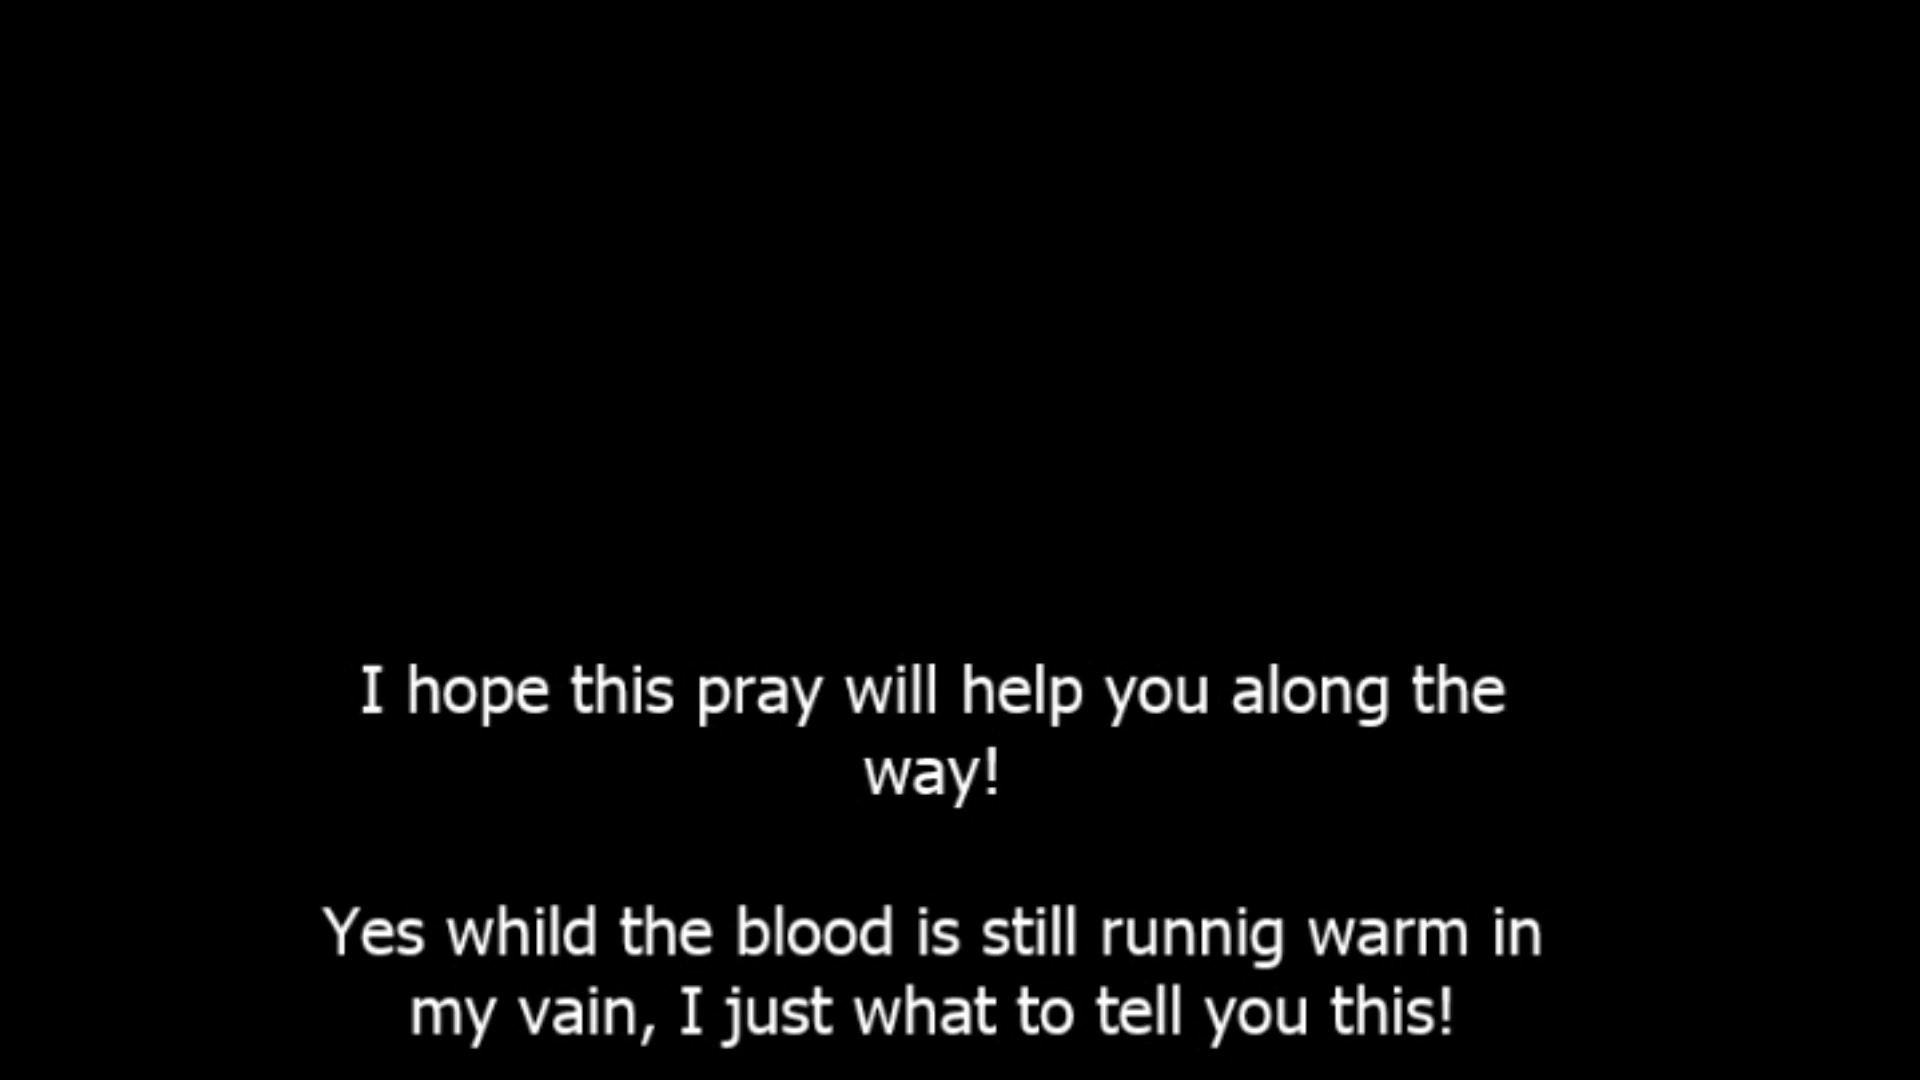 I hope this pray will help you along the
way!
Yes whild the blood is still runnig warm in
my vain, I just what to tell you this!